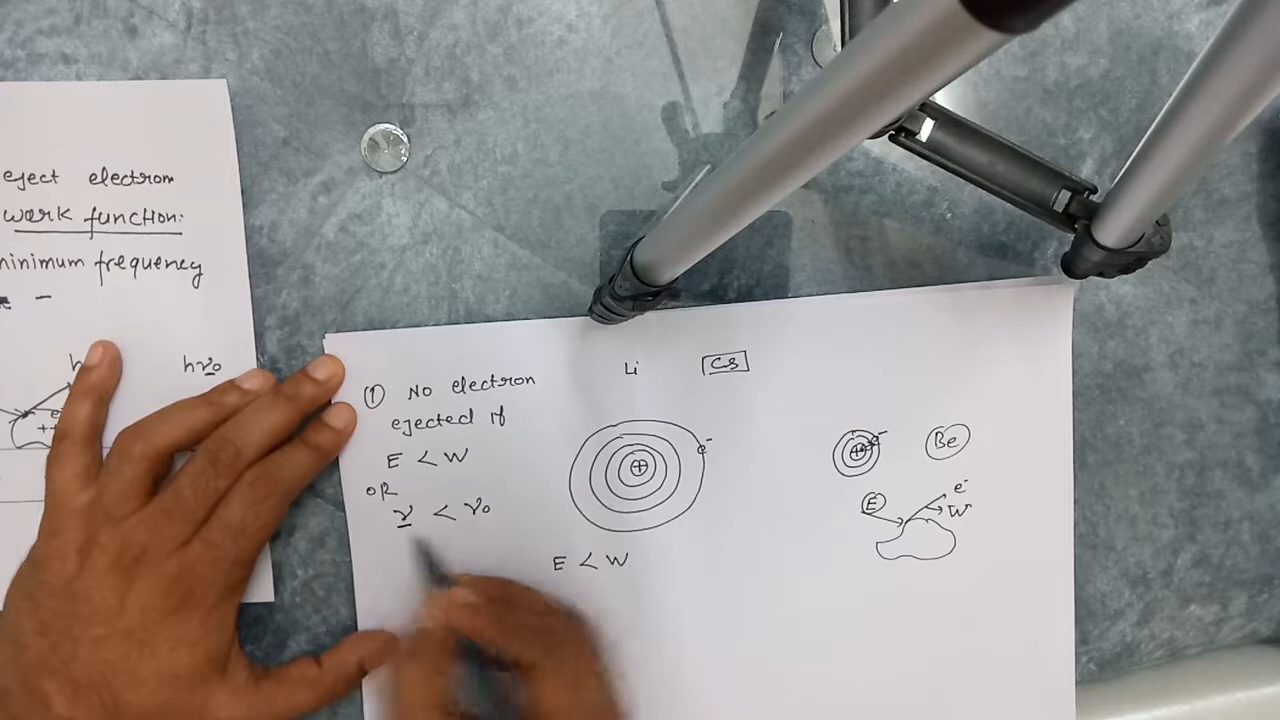 eject electron
work function:
minimum frequency
hν₀
① No electron
ejected if
E < W
or
ν < ν₀
Li
Cs
+
e⁻
E < W
e⁻
Be
E
e⁻
W
++